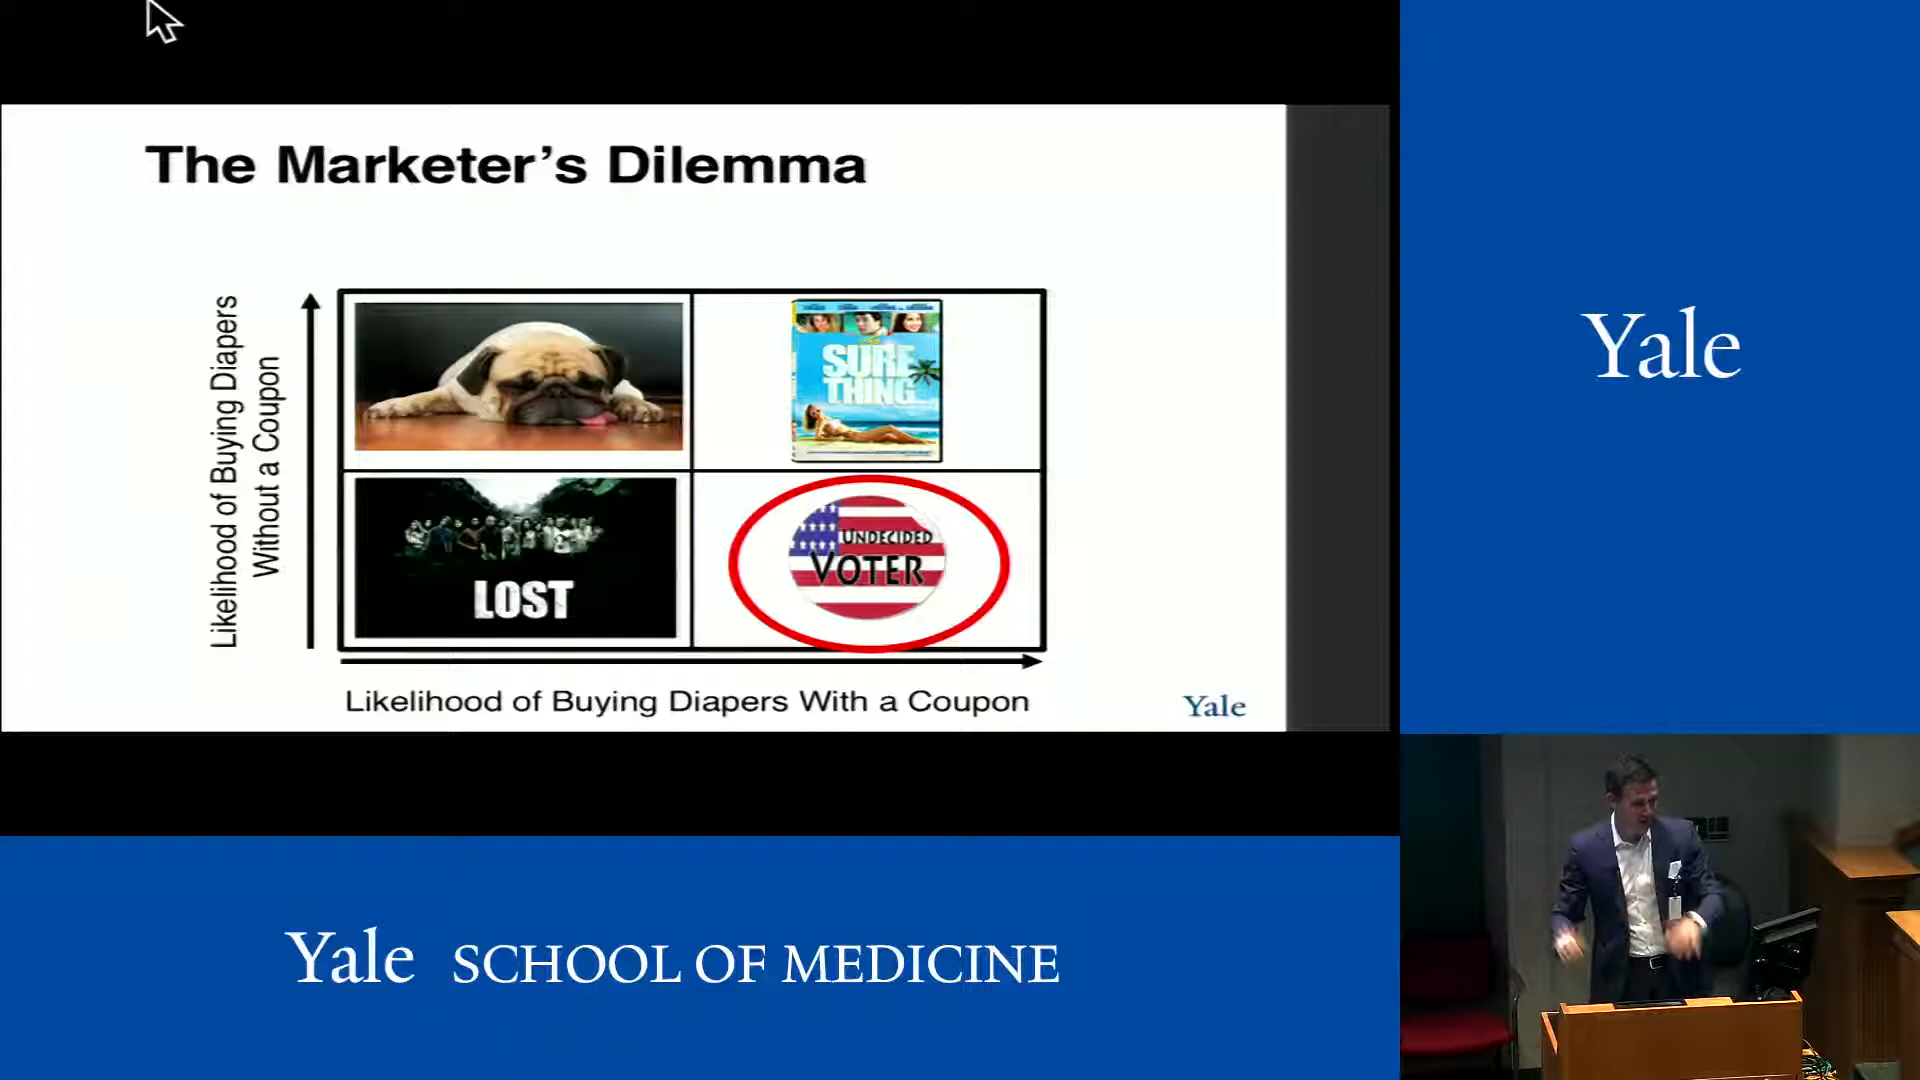 The Marketer's Dilemma
Likelihood of Buying Diapers
Without a Coupon
SURE
THING
LOST
UNDECIDED
VOTER
Likelihood of Buying Diapers With a Coupon
Yale
Yale
Yale SCHOOL OF MEDICINE